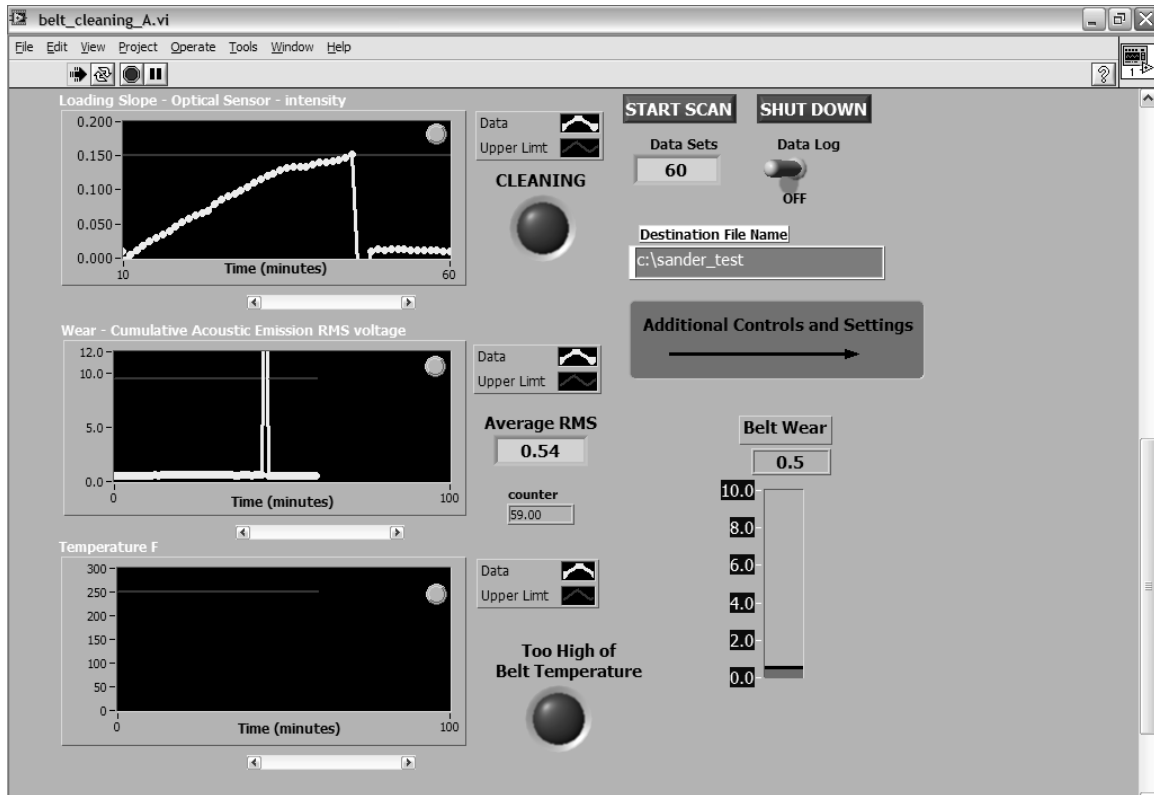 belt_cleaning_A.vi
File Edit View Project Operate Tools Window Help
1
Loading Slope - Optical Sensor - intensity
0.200
0.150
0.100
0.050
0.000
10
Time (minutes)
60
Data
Upper Limt
CLEANING
START SCAN
SHUT DOWN
Data Sets
60
Data Log
OFF
Destination File Name
c:\sander_test
Additional Controls and Settings
Wear - Cumulative Acoustic Emission RMS voltage
12.0
10.0
5.0
0.0
0
Time (minutes)
100
Data
Upper Limt
Average RMS
0.54
counter
59.00
Belt Wear
0.5
10.0
8.0
6.0
4.0
2.0
0.0
Temperature F
300
250
200
150
100
50
0
0
Time (minutes)
100
Data
Upper Limt
Too High of
Belt Temperature